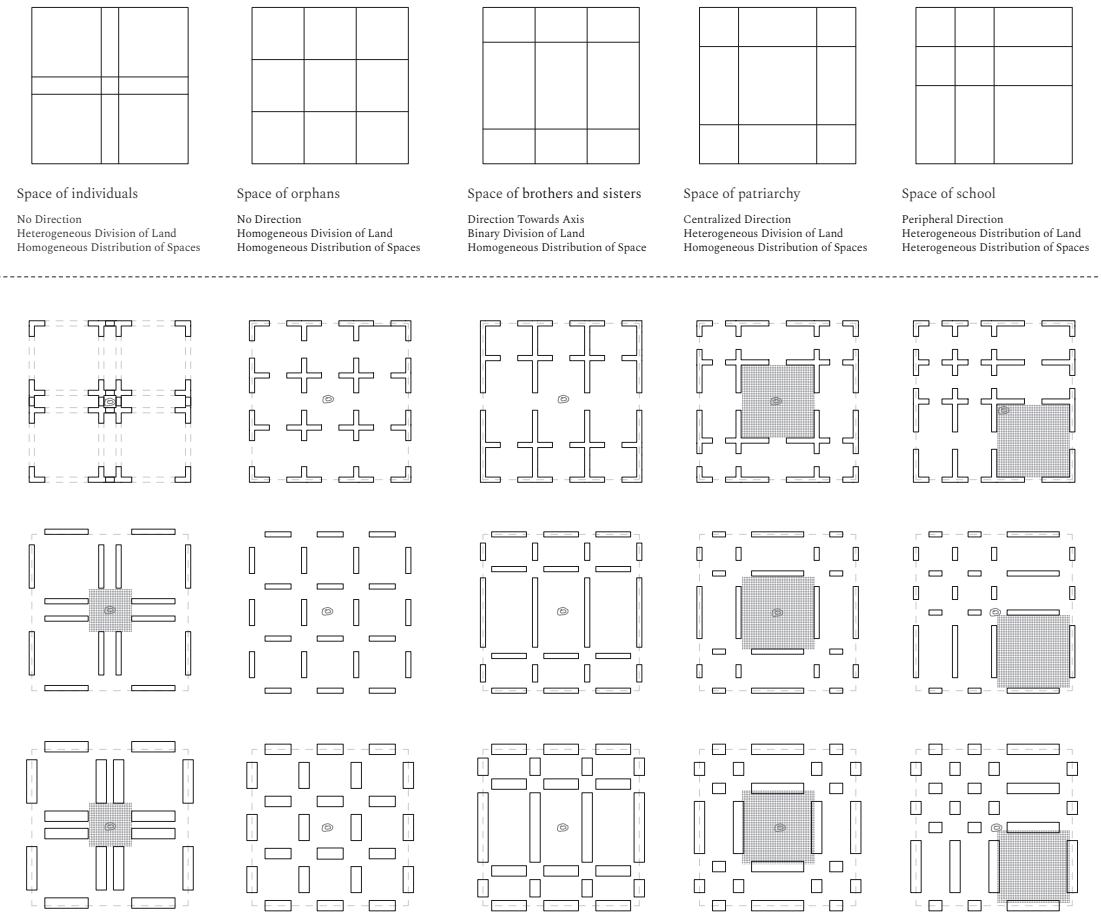 Space of individuals
No Direction
Heterogeneous Division of Land
Homogeneous Distribution of Spaces
Space of orphans
No Direction
Homogeneous Division of Land
Homogeneous Distribution of Spaces
Space of brothers and sisters
Direction Towards Axis
Binary Division of Land
Homogeneous Distribution of Space
Space of patriarchy
Centralized Direction
Heterogeneous Division of Land
Homogeneous Distribution of Spaces
Space of school
Peripheral Direction
Heterogeneous Distribution of Land
Heterogeneous Distribution of Spaces